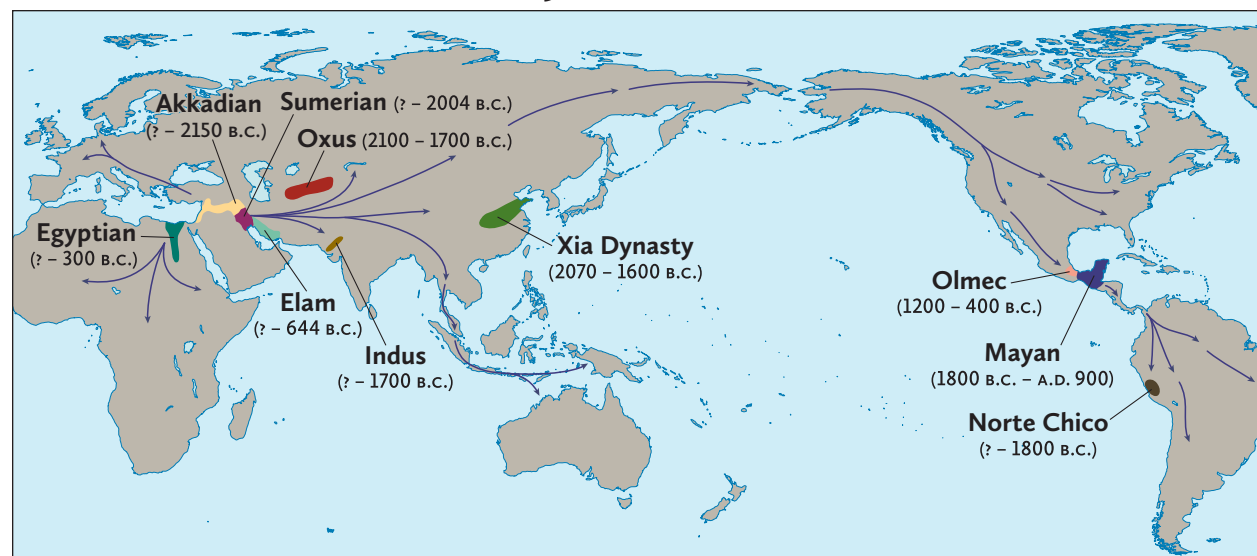 Akkadian
(? – 2150 B.C.)
Sumerian (? – 2004 B.C.)
Oxus (2100 – 1700 B.C.)
Egyptian
(? – 300 B.C.)
Elam
(? – 644 B.C.)
Indus
(? – 1700 B.C.)
Xia Dynasty
(2070 – 1600 B.C.)
Olmec
(1200 – 400 B.C.)
Mayan
(1800 B.C. – A.D. 900)
Norte Chico
(? – 1800 B.C.)